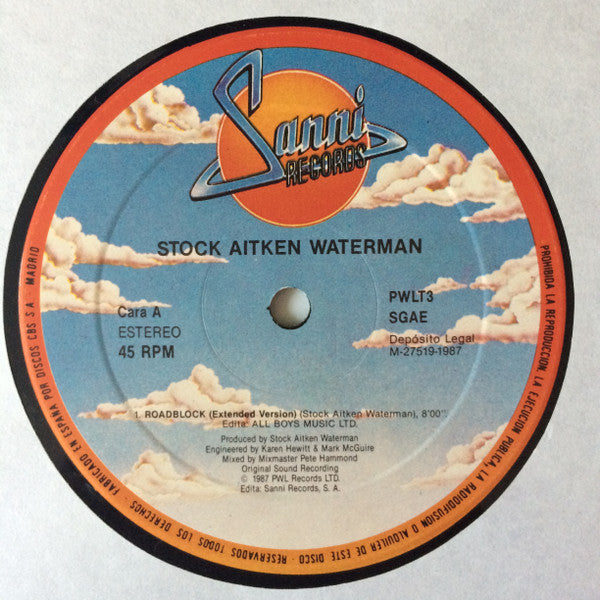 Sanni
RECORDS
STOCK AITKEN WATERMAN
Cara A
ESTEREO
45 RPM
PWLT3
SGAE
Depósito Legal
M-27519-1987
1. ROADBLOCK (Extended Version) (Stock Aitken Waterman), 8'00''
Edita: ALL BOYS MUSIC LTD.
Produced by Stock Aitken Waterman
Engineered by Karen Hewitt & Mark McGuire
Mixed by Mixmaster Pete Hammond
Original Sound Recording
© 1987 PWL Records LTD.
Edita: Sanni Records, S. A.
PROHIBIDA LA REPRODUCCION, LA EJECUCION PUBLICA, LA RADIODIFUSION O ALQUILER DE ESTE DISCO · RESERVADOS TODOS LOS DERECHOS · FABRICADO EN ESPAÑA POR DISCOS CBS S A · MADRID